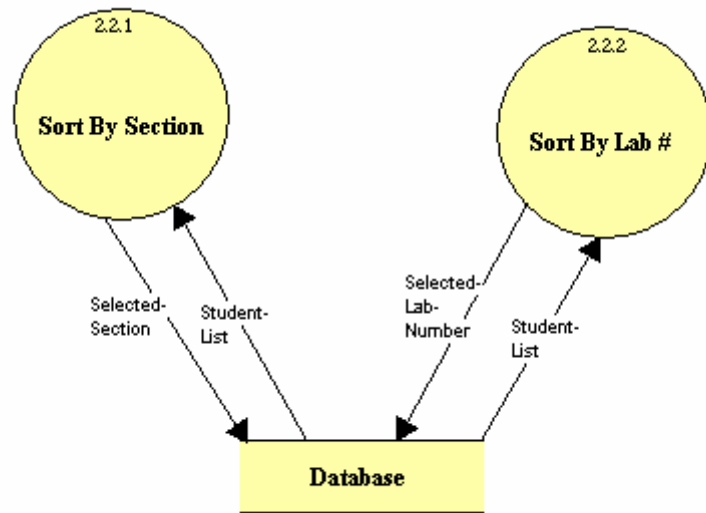 2.2.1
Sort By Section
2.2.2
Sort By Lab #
Selected-
Section
Student-
List
Selected-
Lab-
Number
Student-
List
Database